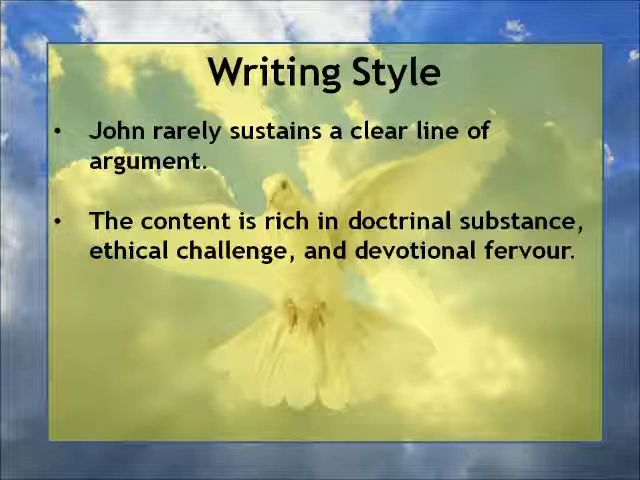 Writing Style
• John rarely sustains a clear line of
argument.
• The content is rich in doctrinal substance,
ethical challenge, and devotional fervour.